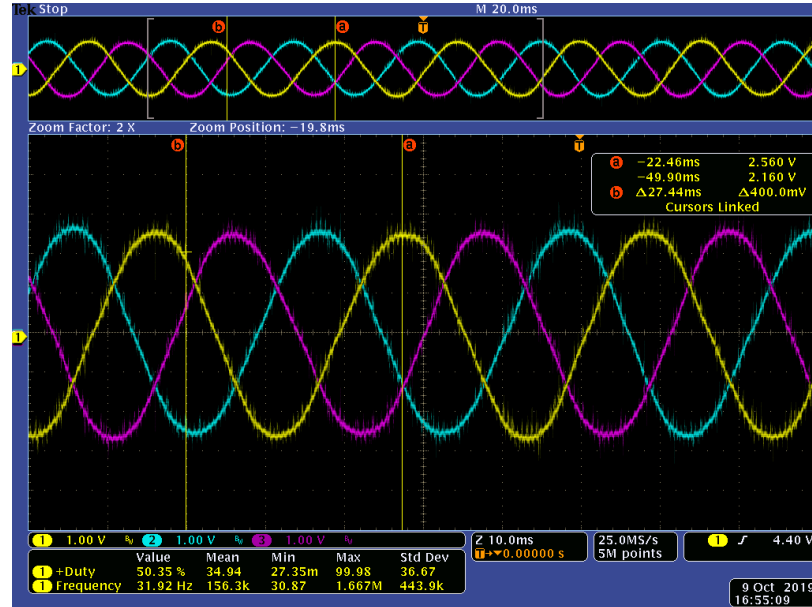 Tek Stop M 20.0ms
b a T
1
Zoom Factor: 2 X Zoom Position: -19.8ms
b a T
a -22.46ms 2.560 V
-49.90ms 2.160 V
b Δ27.44ms Δ400.0mV
Cursors Linked
1
1 1.00 V BW 2 1.00 V BW 3 1.00 V BW
Z 10.0ms
T→▼0.00000 s
25.0MS/s
5M points
1 ʃ 4.40 V
Value Mean Min Max Std Dev
1 +Duty 50.35 % 34.94 27.35m 99.98 36.67
1 Frequency 31.92 Hz 156.3k 30.87 1.667M 443.9k
9 Oct 2019
16:55:09